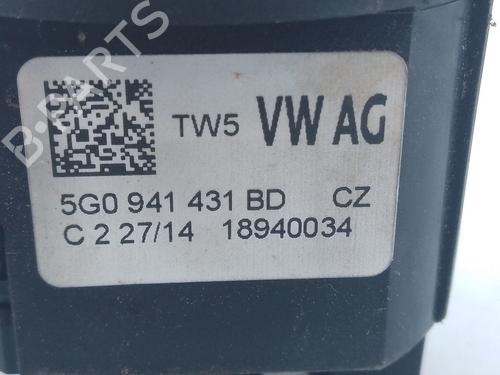 TW5 VW AG
5G0 941 431 BD CZ
C 2 27/14 18940034
B-PARTS